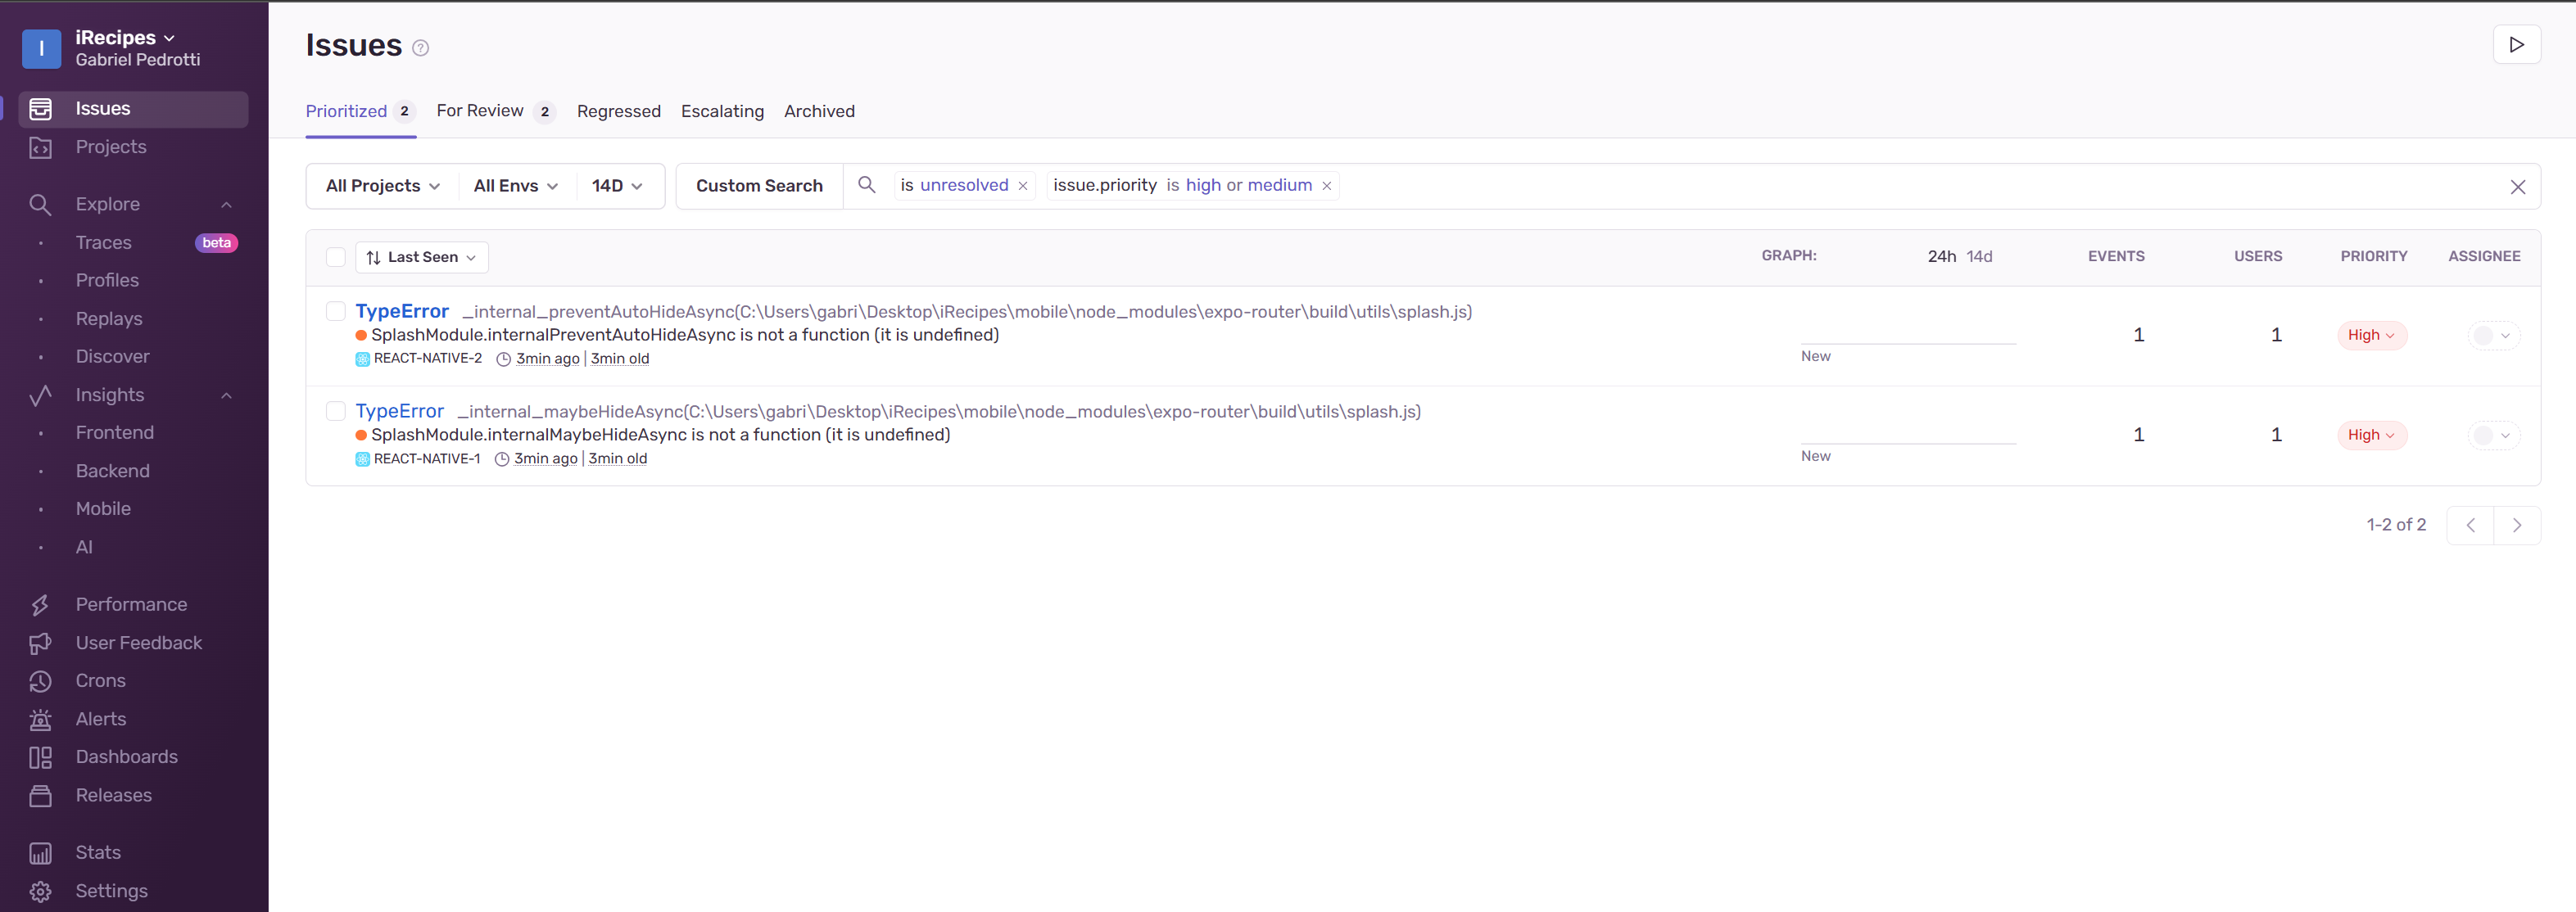 I
iRecipes
Gabriel Pedrotti
Issues
Projects
Explore
Traces beta
Profiles
Replays
Discover
Insights
Frontend
Backend
Mobile
AI
Performance
User Feedback
Crons
Alerts
Dashboards
Releases
Stats
Settings
Issues ?
Prioritized 2 For Review 2 Regressed Escalating Archived
All Projects All Envs 14D Custom Search is unresolved × issue.priority is high or medium ×
Last Seen GRAPH: 24h 14d EVENTS USERS PRIORITY ASSIGNEE
TypeError _internal_preventAutoHideAsync(C:\Users\gabri\Desktop\iRecipes\mobile\node_modules\expo-router\build\utils\splash.js)
SplashModule.internalPreventAutoHideAsync is not a function (it is undefined)
REACT-NATIVE-2 3min ago | 3min old
New
1 1 High
TypeError _internal_maybeHideAsync(C:\Users\gabri\Desktop\iRecipes\mobile\node_modules\expo-router\build\utils\splash.js)
SplashModule.internalMaybeHideAsync is not a function (it is undefined)
REACT-NATIVE-1 3min ago | 3min old
New
1 1 High
1-2 of 2